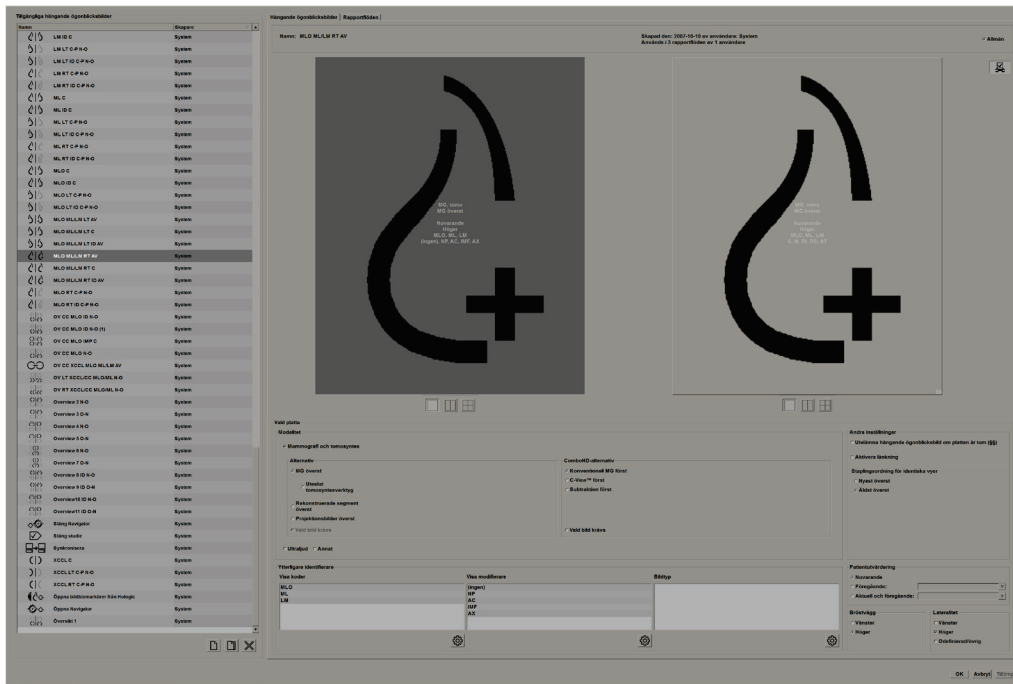 Tillgängliga hängande ögonblicksbilder
Namn Skapare
LM ID C System
LM LT C-P N-O System
LM LT ID C-P N-O System
LM RT C-P N-O System
LM RT ID C-P N-O System
ML C System
ML ID C System
ML LT C-P N-O System
ML LT ID C-P N-O System
ML RT C-P N-O System
ML RT ID C-P N-O System
MLO C System
MLO ID C System
MLO LT C-P N-O System
MLO LT ID C-P N-O System
MLO ML/LM LT AV System
MLO ML/LM LT C System
MLO ML/LM LT ID AV System
MLO ML/LM RT AV System
MLO ML/LM RT C System
MLO ML/LM RT ID AV System
MLO RT C-P N-O System
MLO RT ID C-P N-O System
OV CC MLO ID N-O System
OV CC MLO ID N-O (1) System
OV CC MLO IMP C System
OV CC MLO N-O System
OV CC XCCL MLO ML/LM AV System
OV LT XCCL/CC MLO/ML N-O System
OV RT XCCL/CC MLO/ML N-O System
Overview 2 N-O System
Overview 3 O-N System
Overview 4 N-O System
Overview 5 O-N System
Overview 6 N-O System
Overview 7 O-N System
Overview 8 ID N-O System
Overview 9 ID O-N System
Overview10 ID N-O System
Overview11 ID O-N System
Stäng Navigator System
Stäng studie System
Synkronisera System
XCCL C System
XCCL LT C-P N-O System
XCCL RT C-P N-O System
Öppna bildbiomarkörer från Hologic System
Öppna Navigator System
Översikt 1 System
Hängande ögonblicksbilder Rapportflöden
Namn: MLO ML/LM RT AV
Skapad den: 2007-10-10 av användare: System
Används i 3 rapportflöden av 1 användare
Allmän
MG, tomo
MG överst
Nuvarande
Höger
MLO, ML, LM
(ingen), NP, AC, IMF, AX
MG, tomo
MG överst
Nuvarande
Höger
MLO, ML, LM
Vald platta
Modalitet
Mammografi och tomosyntes
Alternativ
MG överst
Uteslut
tomosyntesverktyg
Rekonstruerade segment
överst
Projektionsbilder överst
Vald bild krävs
ComboHD-alternativ
Konventionell MG först
C-View™ först
Subtraktion först
Vald bild krävs
Ultraljud Annat
Andra inställningar
Utelämna hängande ögonblicksbild om plattan är tom (§§)
Aktivera länkning
Staplingsordning för identiska vyer
Nyast överst
Äldst överst
Ytterligare identifierare
Visa koder
MLO
ML
LM
Visa modifierare
(ingen)
NP
AC
IMF
AX
Bildtyp
Patientutvärdering
Nuvarande
Föregående:
Aktuell och föregående:
Bröstvägg
Vänster
Höger
Lateralitet
Vänster
Höger
Odefinierad/övrig
OK Avbryt